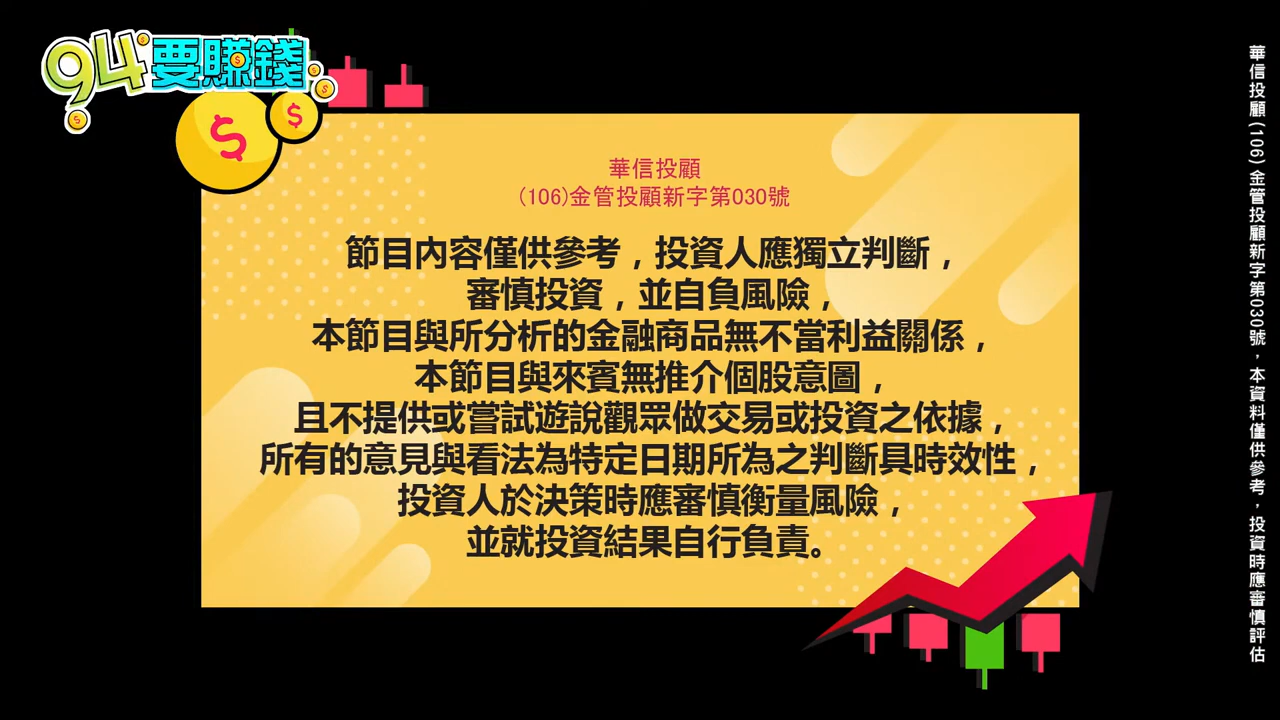 94要賺錢
華信投顧
(106)金管投顧新字第030號
節目內容僅供參考，投資人應獨立判斷，
審慎投資，並自負風險，
本節目與所分析的金融商品無不當利益關係，
本節目與來賓無推介個股意圖，
且不提供或嘗試遊說觀眾做交易或投資之依據，
所有的意見與看法為特定日期所為之判斷具時效性，
投資人於決策時應審慎衡量風險，
並就投資結果自行負責。
華信投顧(106)金管投顧新字第030號，本資料僅供參考，投資時應審慎評估